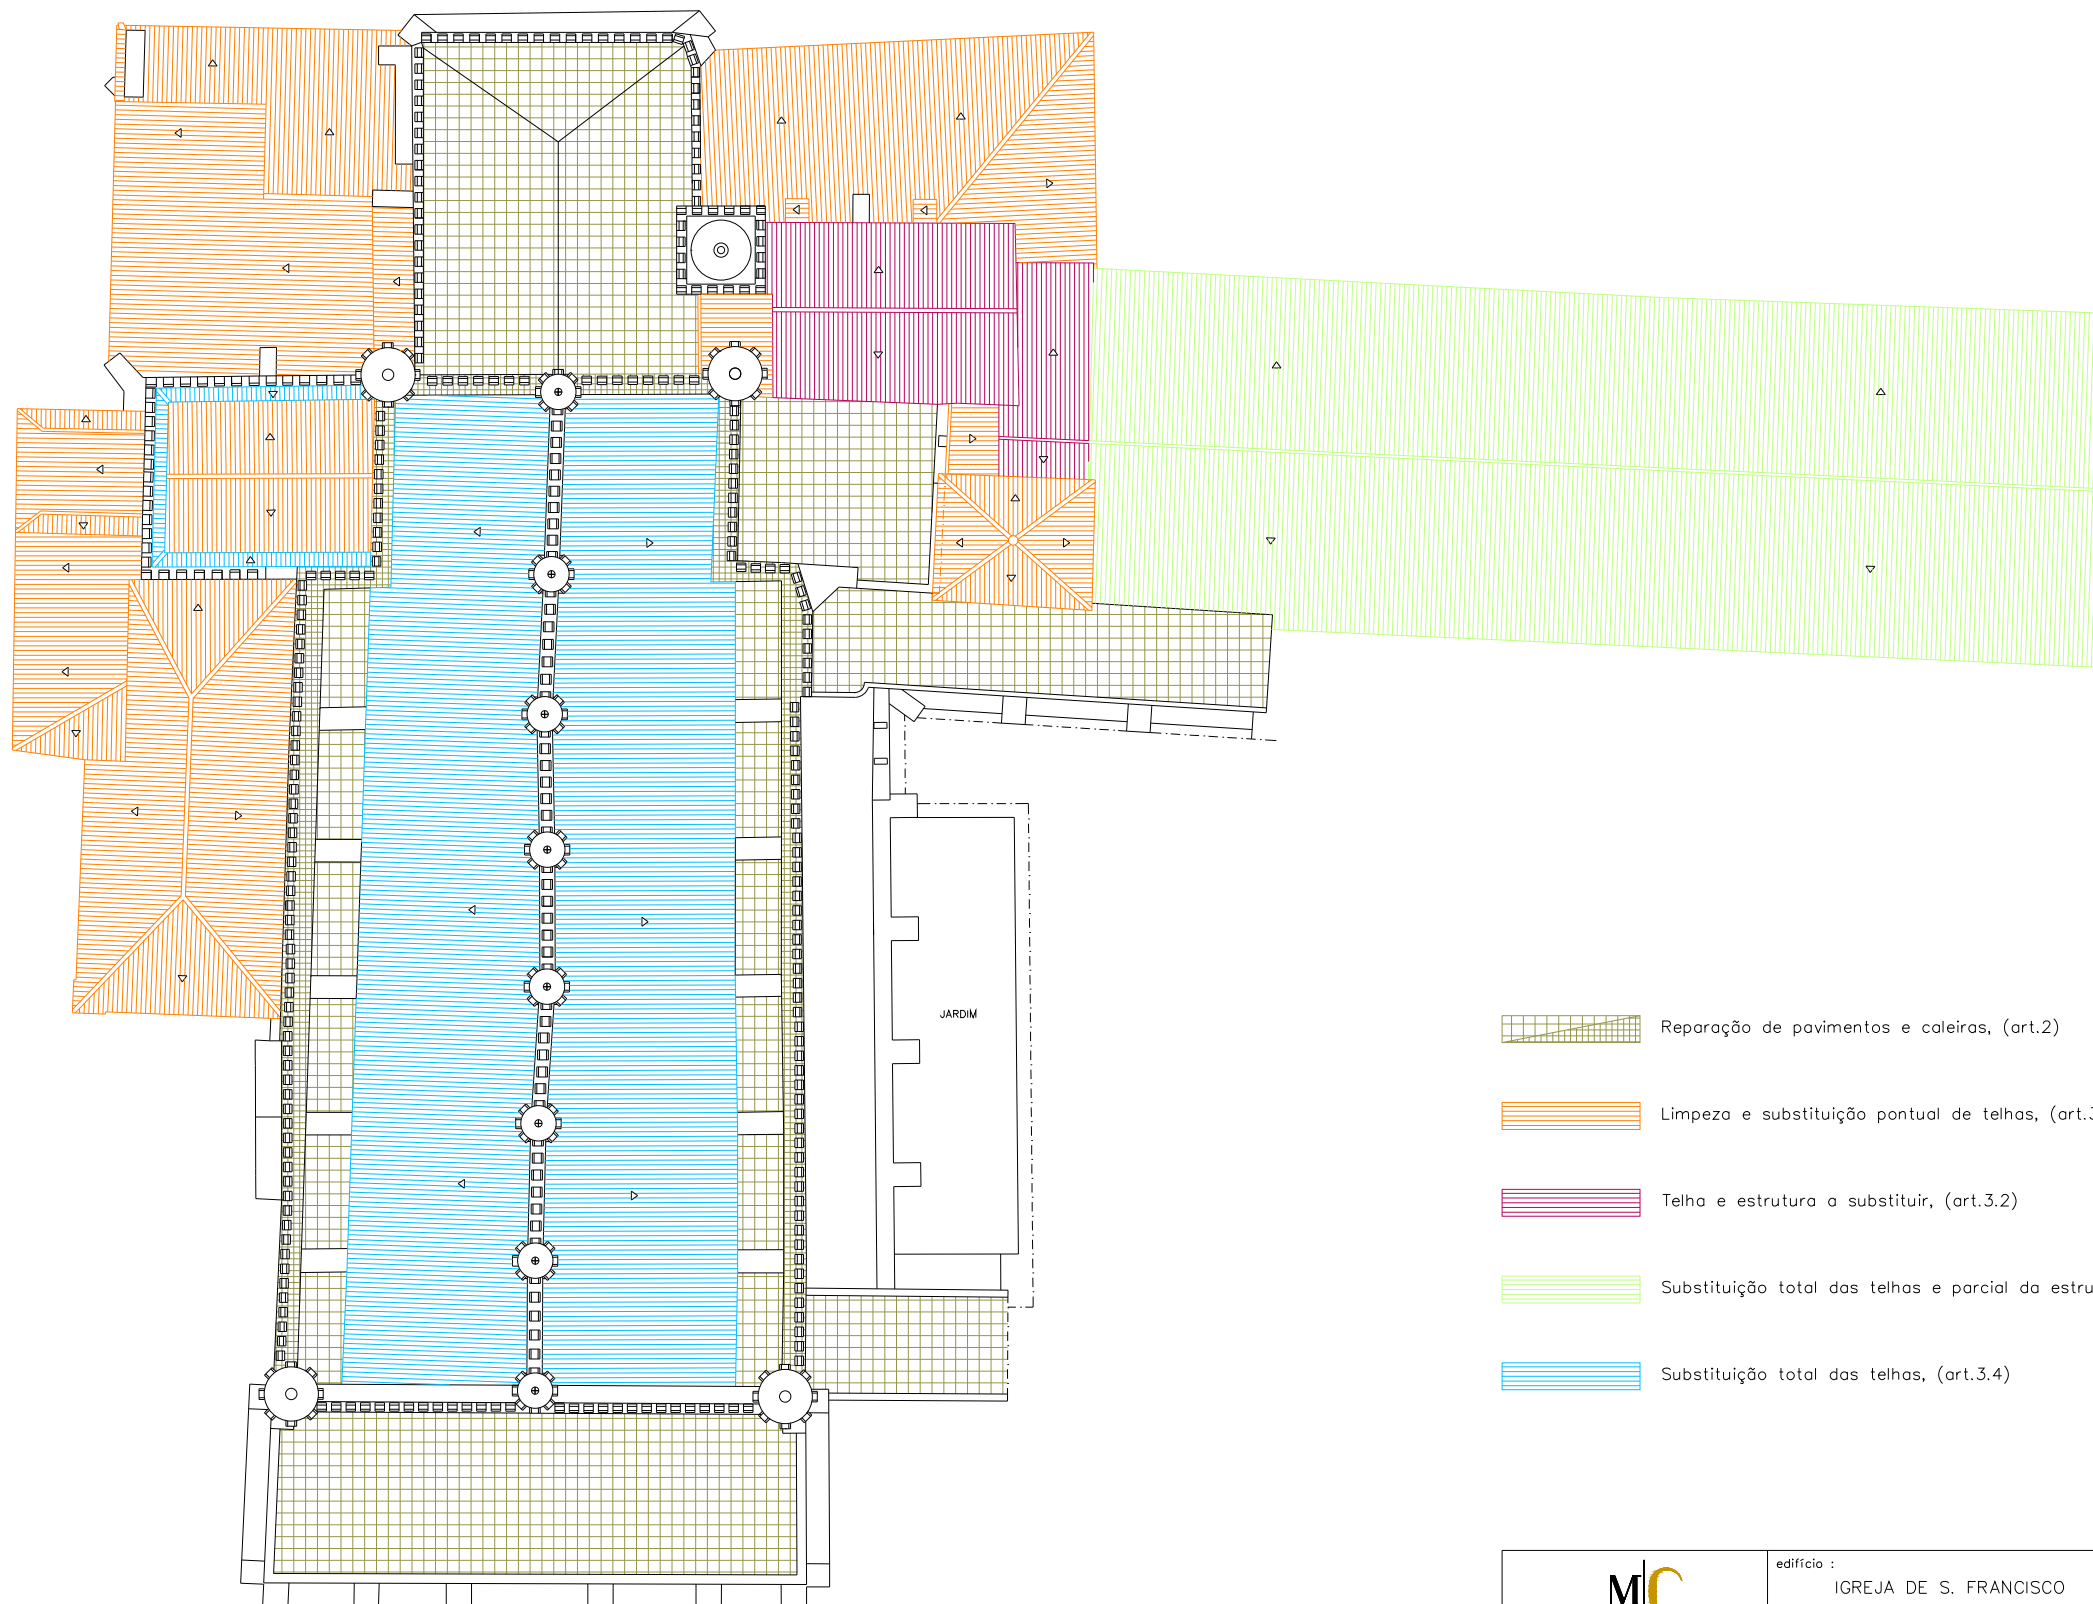 JARDIM
Reparação de pavimentos e caleiras, (art.2)
Limpeza e substituição pontual de telhas, (art.3
Telha e estrutura a substituir, (art.3.2)
Substituição total das telhas e parcial da estru
Substituição total das telhas, (art.3.4)
edifício :
IGREJA DE S. FRANCISCO
M